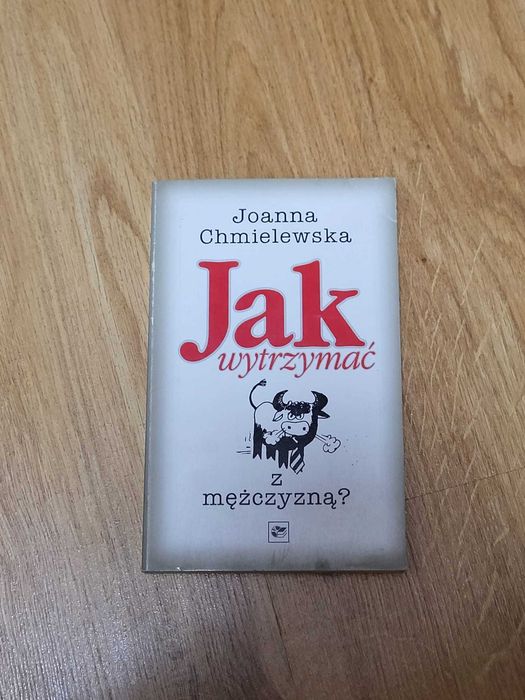 Joanna
Chmielewska
Jak
wytrzymać
z
mężczyzną?